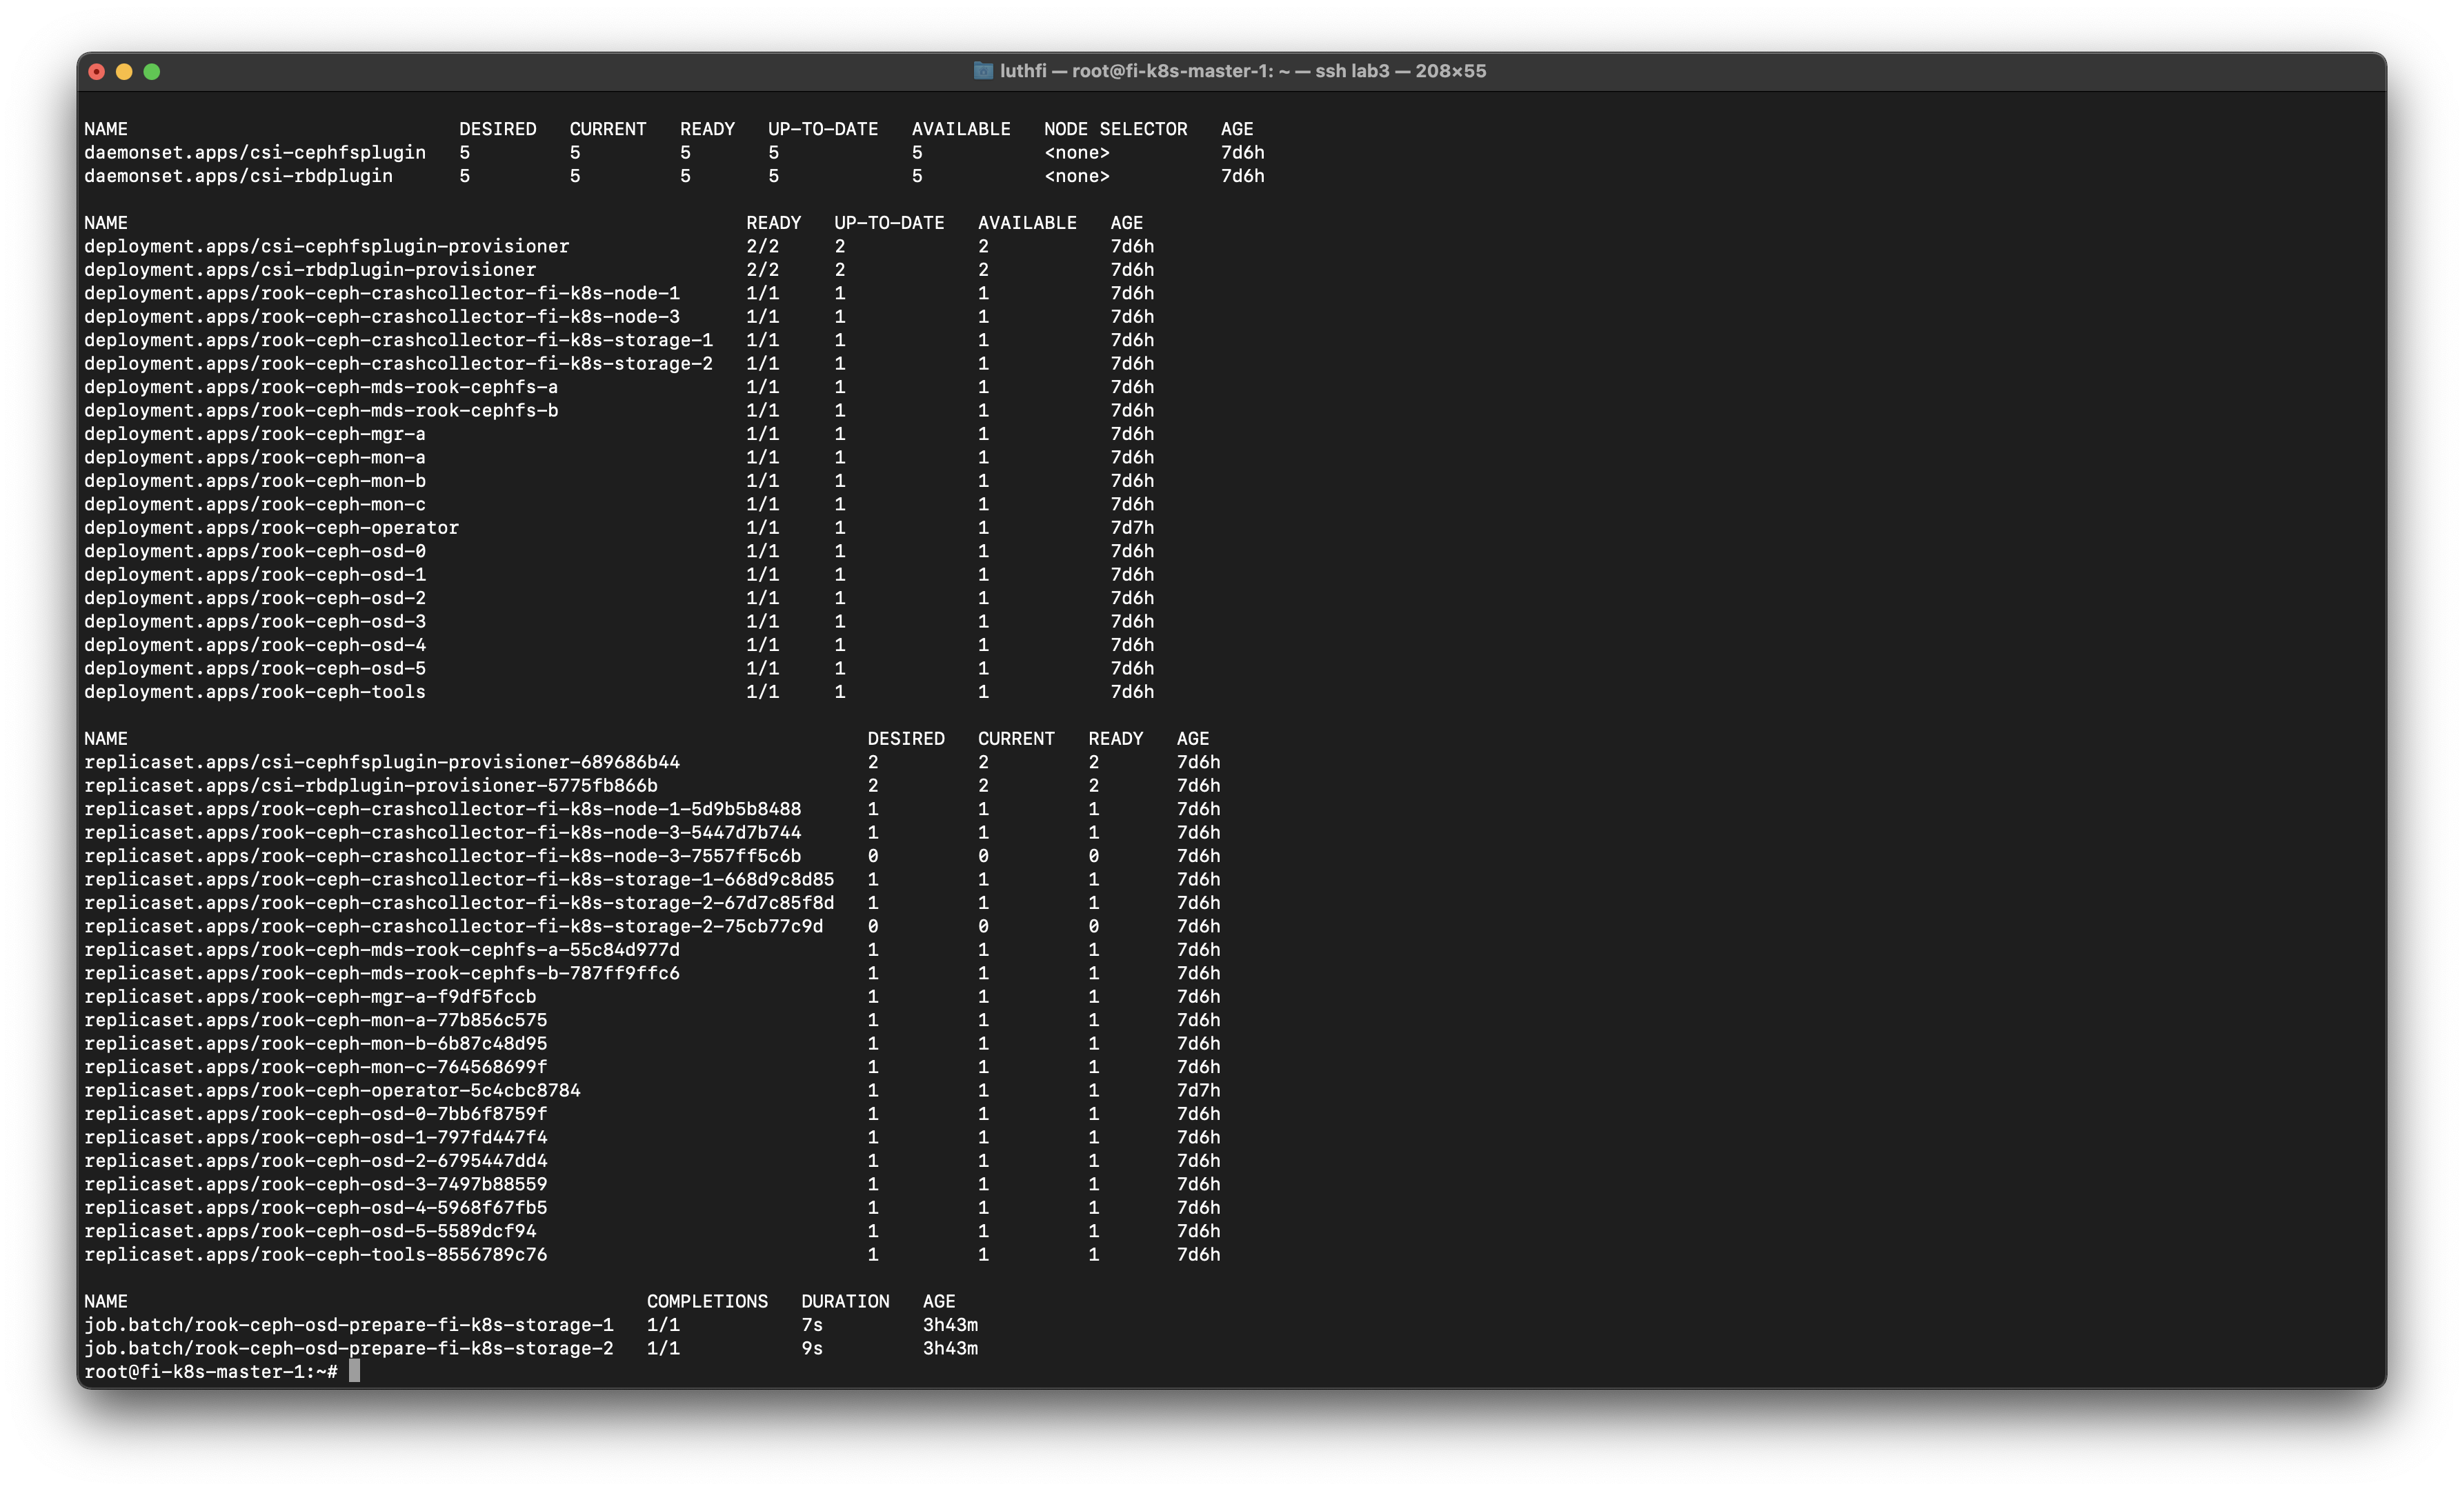 luthfi — root@fi-k8s-master-1: ~ — ssh lab3 — 208×55
NAME DESIRED CURRENT READY UP-TO-DATE AVAILABLE NODE SELECTOR AGE
daemonset.apps/csi-cephfsplugin 5 5 5 5 5 <none> 7d6h
daemonset.apps/csi-rbdplugin 5 5 5 5 5 <none> 7d6h
NAME READY UP-TO-DATE AVAILABLE AGE
deployment.apps/csi-cephfsplugin-provisioner 2/2 2 2 7d6h
deployment.apps/csi-rbdplugin-provisioner 2/2 2 2 7d6h
deployment.apps/rook-ceph-crashcollector-fi-k8s-node-1 1/1 1 1 7d6h
deployment.apps/rook-ceph-crashcollector-fi-k8s-node-3 1/1 1 1 7d6h
deployment.apps/rook-ceph-crashcollector-fi-k8s-storage-1 1/1 1 1 7d6h
deployment.apps/rook-ceph-crashcollector-fi-k8s-storage-2 1/1 1 1 7d6h
deployment.apps/rook-ceph-mds-rook-cephfs-a 1/1 1 1 7d6h
deployment.apps/rook-ceph-mds-rook-cephfs-b 1/1 1 1 7d6h
deployment.apps/rook-ceph-mgr-a 1/1 1 1 7d6h
deployment.apps/rook-ceph-mon-a 1/1 1 1 7d6h
deployment.apps/rook-ceph-mon-b 1/1 1 1 7d6h
deployment.apps/rook-ceph-mon-c 1/1 1 1 7d6h
deployment.apps/rook-ceph-operator 1/1 1 1 7d7h
deployment.apps/rook-ceph-osd-0 1/1 1 1 7d6h
deployment.apps/rook-ceph-osd-1 1/1 1 1 7d6h
deployment.apps/rook-ceph-osd-2 1/1 1 1 7d6h
deployment.apps/rook-ceph-osd-3 1/1 1 1 7d6h
deployment.apps/rook-ceph-osd-4 1/1 1 1 7d6h
deployment.apps/rook-ceph-osd-5 1/1 1 1 7d6h
deployment.apps/rook-ceph-tools 1/1 1 1 7d6h
NAME DESIRED CURRENT READY AGE
replicaset.apps/csi-cephfsplugin-provisioner-689686b44 2 2 2 7d6h
replicaset.apps/csi-rbdplugin-provisioner-5775fb866b 2 2 2 7d6h
replicaset.apps/rook-ceph-crashcollector-fi-k8s-node-1-5d9b5b8488 1 1 1 7d6h
replicaset.apps/rook-ceph-crashcollector-fi-k8s-node-3-5447d7b744 1 1 1 7d6h
replicaset.apps/rook-ceph-crashcollector-fi-k8s-node-3-7557ff5c6b 0 0 0 7d6h
replicaset.apps/rook-ceph-crashcollector-fi-k8s-storage-1-668d9c8d85 1 1 1 7d6h
replicaset.apps/rook-ceph-crashcollector-fi-k8s-storage-2-67d7c85f8d 1 1 1 7d6h
replicaset.apps/rook-ceph-crashcollector-fi-k8s-storage-2-75cb77c9d 0 0 0 7d6h
replicaset.apps/rook-ceph-mds-rook-cephfs-a-55c84d977d 1 1 1 7d6h
replicaset.apps/rook-ceph-mds-rook-cephfs-b-787ff9ffc6 1 1 1 7d6h
replicaset.apps/rook-ceph-mgr-a-f9df5fccb 1 1 1 7d6h
replicaset.apps/rook-ceph-mon-a-77b856c575 1 1 1 7d6h
replicaset.apps/rook-ceph-mon-b-6b87c48d95 1 1 1 7d6h
replicaset.apps/rook-ceph-mon-c-764568699f 1 1 1 7d6h
replicaset.apps/rook-ceph-operator-5c4cbc8784 1 1 1 7d7h
replicaset.apps/rook-ceph-osd-0-7bb6f8759f 1 1 1 7d6h
replicaset.apps/rook-ceph-osd-1-797fd447f4 1 1 1 7d6h
replicaset.apps/rook-ceph-osd-2-6795447dd4 1 1 1 7d6h
replicaset.apps/rook-ceph-osd-3-7497b88559 1 1 1 7d6h
replicaset.apps/rook-ceph-osd-4-5968f67fb5 1 1 1 7d6h
replicaset.apps/rook-ceph-osd-5-5589dcf94 1 1 1 7d6h
replicaset.apps/rook-ceph-tools-8556789c76 1 1 1 7d6h
NAME COMPLETIONS DURATION AGE
job.batch/rook-ceph-osd-prepare-fi-k8s-storage-1 1/1 7s 3h43m
job.batch/rook-ceph-osd-prepare-fi-k8s-storage-2 1/1 9s 3h43m
root@fi-k8s-master-1:~#